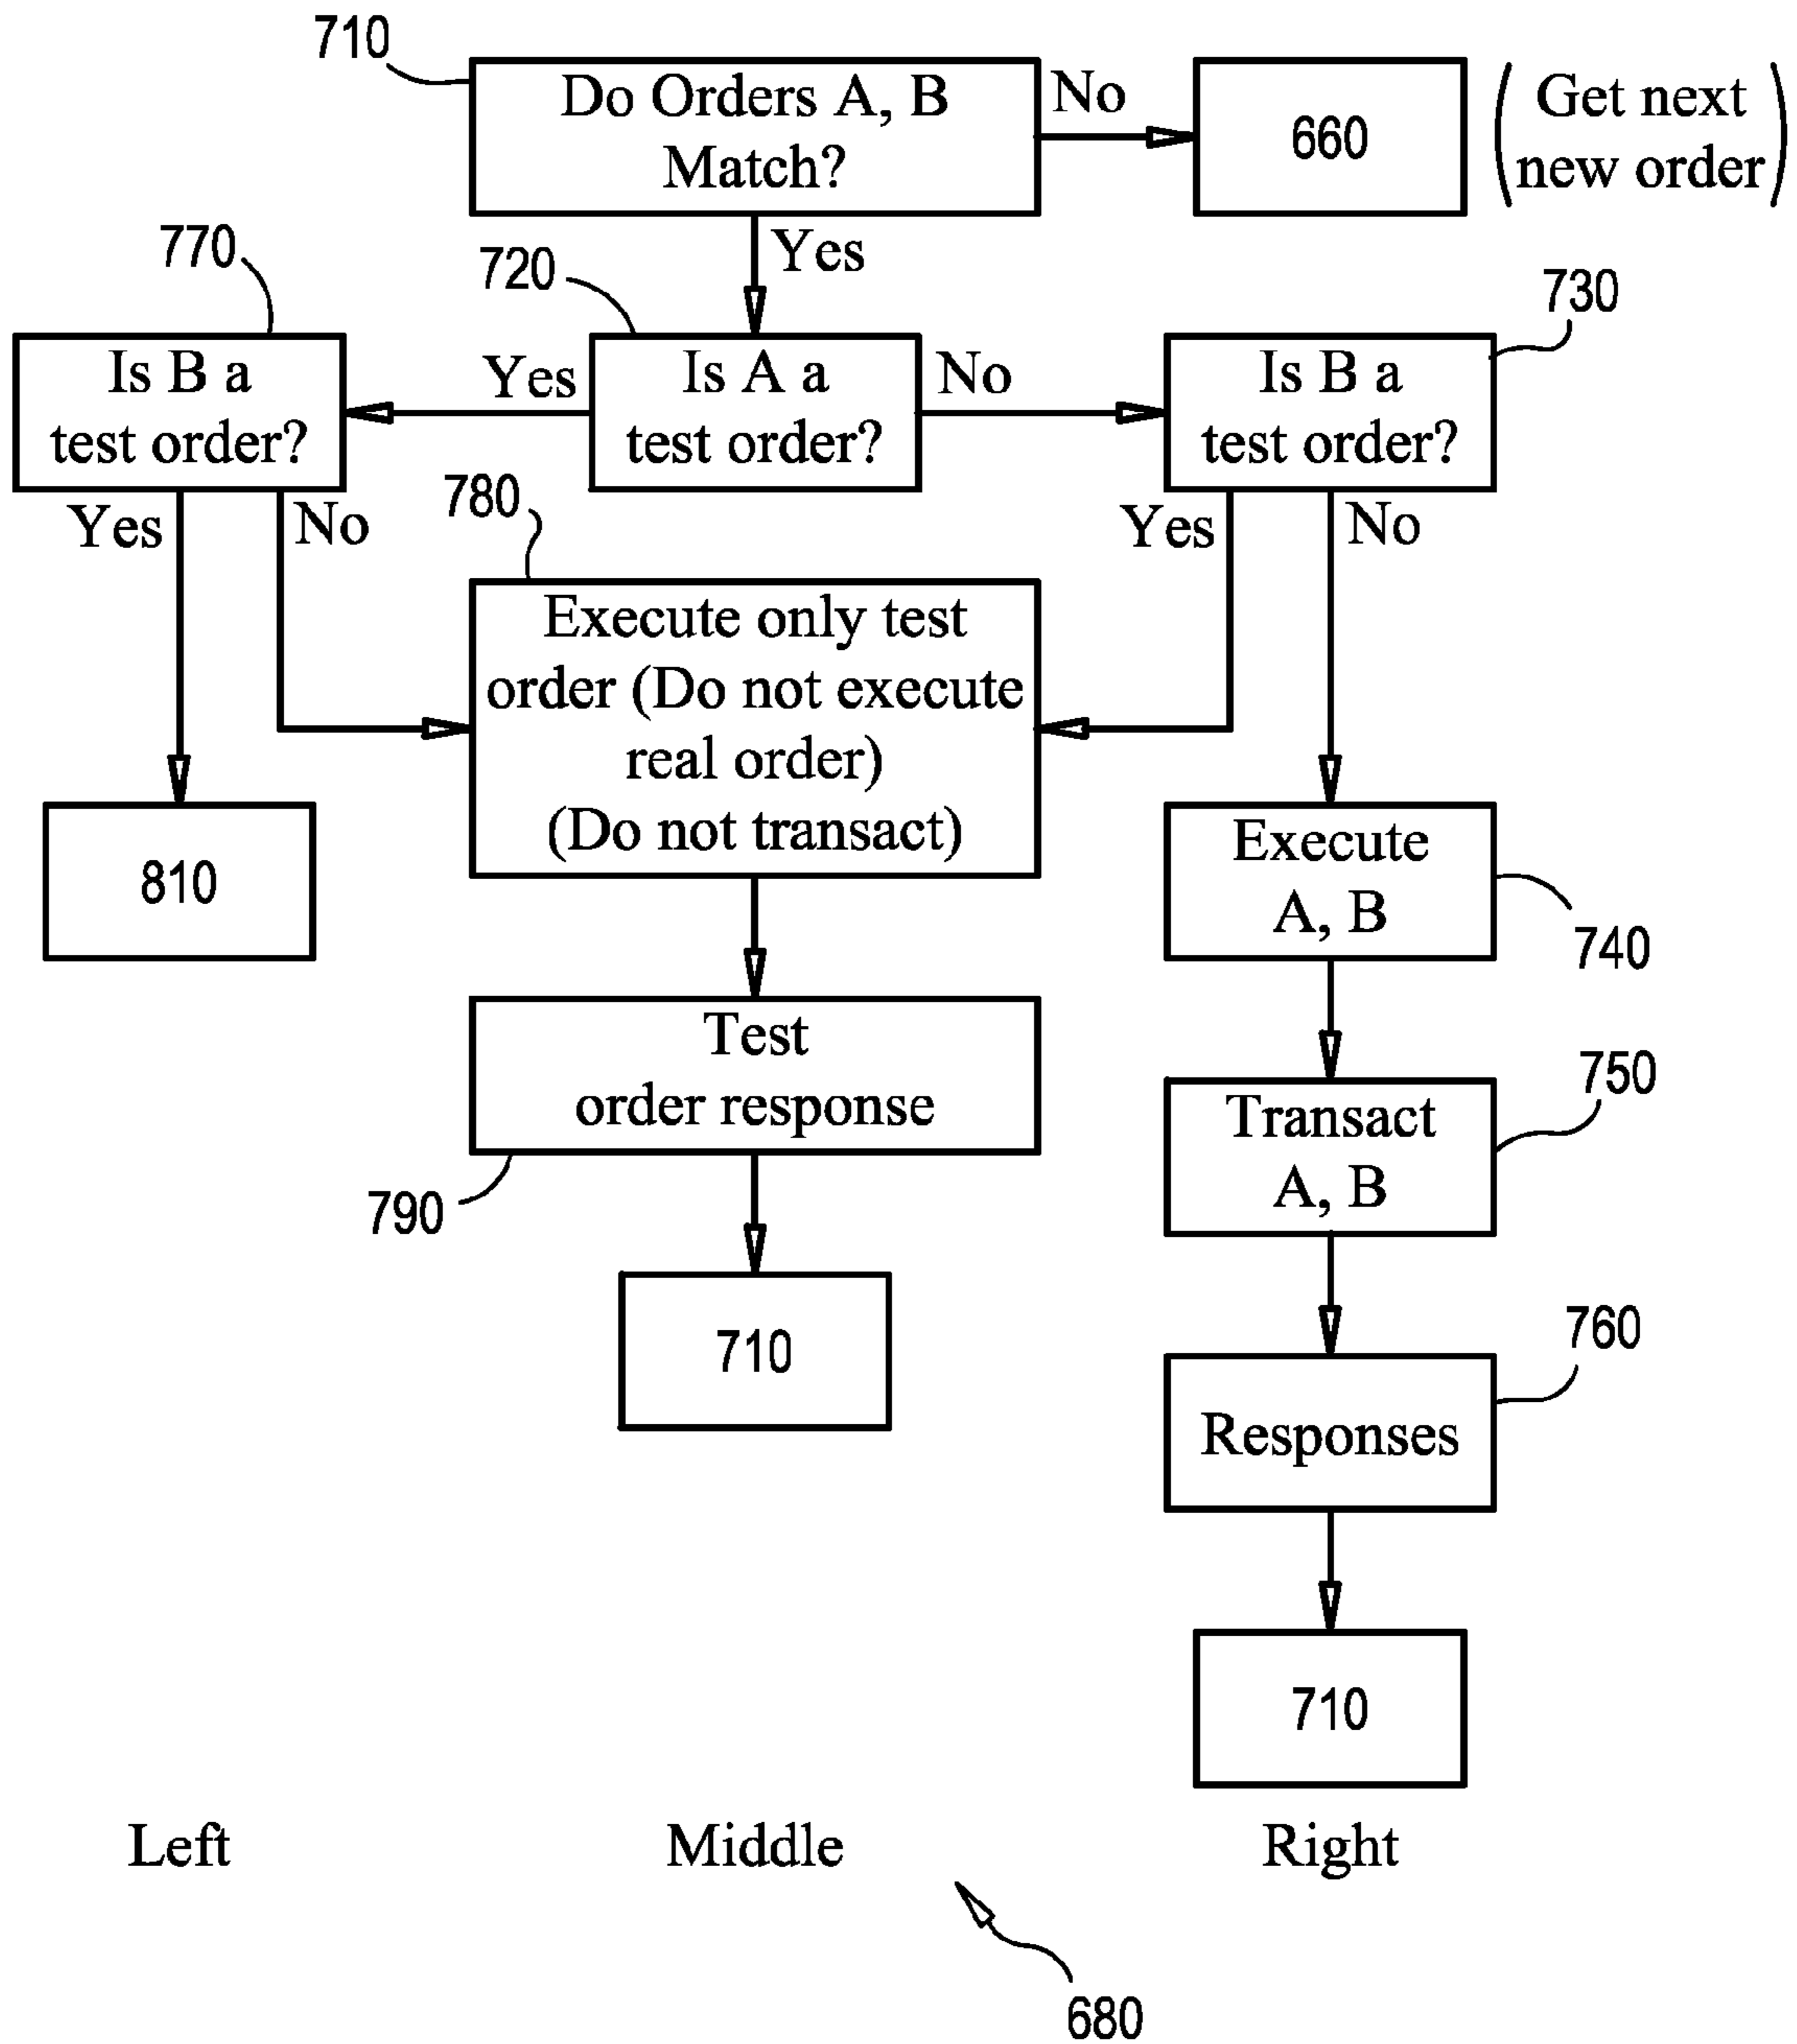 710
Do Orders A, B
Match?
No
660
(Get next
new order)
Yes
770
720
730
Is B a
test order?
Yes
Is A a
test order?
No
Is B a
test order?
Yes
No
780
Yes
No
Execute only test
order (Do not execute
real order)
(Do not transact)
810
Execute
A, B
740
Test
order response
790
Transact
A, B
750
710
Responses
760
710
Left
Middle
Right
680